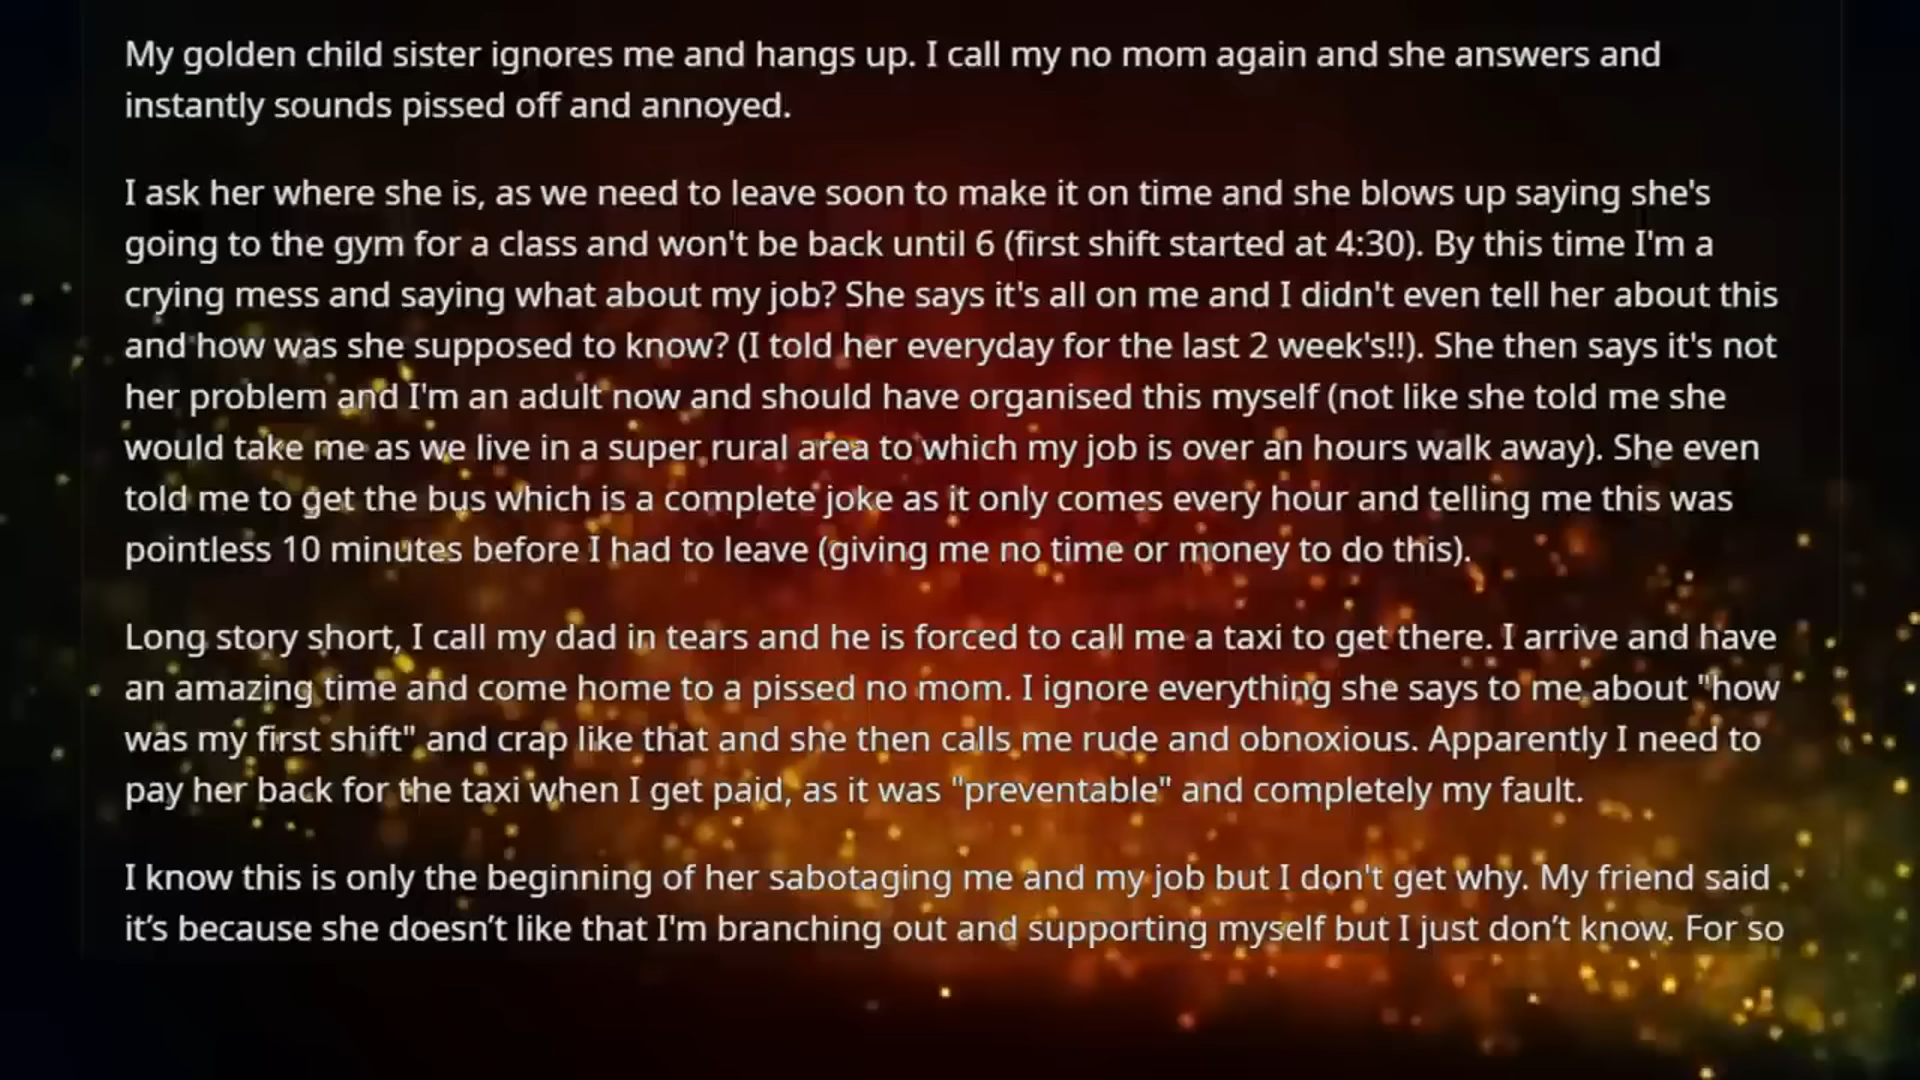 My golden child sister ignores me and hangs up. I call my no mom again and she answers and
instantly sounds pissed off and annoyed.
I ask her where she is, as we need to leave soon to make it on time and she blows up saying she's
going to the gym for a class and won't be back until 6 (first shift started at 4:30). By this time I'm a
crying mess and saying what about my job? She says it's all on me and I didn't even tell her about this
and how was she supposed to know? (I told her everyday for the last 2 week's!!). She then says it's not
her problem and I'm an adult now and should have organised this myself (not like she told me she
would take me as we live in a super rural area to which my job is over an hours walk away). She even
told me to get the bus which is a complete joke as it only comes every hour and telling me this was
pointless 10 minutes before I had to leave (giving me no time or money to do this).
Long story short, I call my dad in tears and he is forced to call me a taxi to get there. I arrive and have
an amazing time and come home to a pissed no mom. I ignore everything she says to me about "how
was my first shift" and crap like that and she then calls me rude and obnoxious. Apparently I need to
pay her back for the taxi when I get paid, as it was "preventable" and completely my fault.
I know this is only the beginning of her sabotaging me and my job but I don't get why. My friend said
it’s because she doesn’t like that I'm branching out and supporting myself but I just don’t know. For so